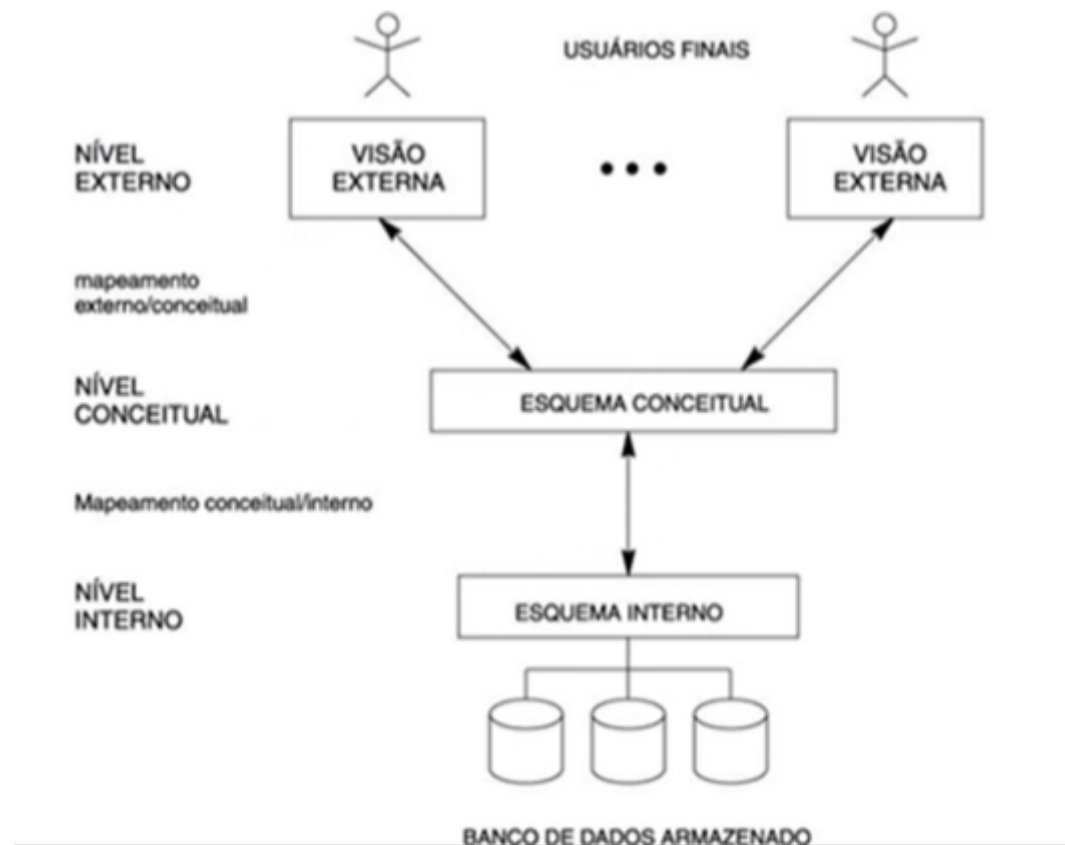 USUÁRIOS FINAIS
NÍVEL
EXTERNO
VISÃO
EXTERNA
VISÃO
EXTERNA
mapeamento
externo/conceitual
NÍVEL
CONCEITUAL
ESQUEMA CONCEITUAL
Mapeamento conceitual/interno
NÍVEL
INTERNO
ESQUEMA INTERNO
BANCO DE DADOS ARMAZENADO